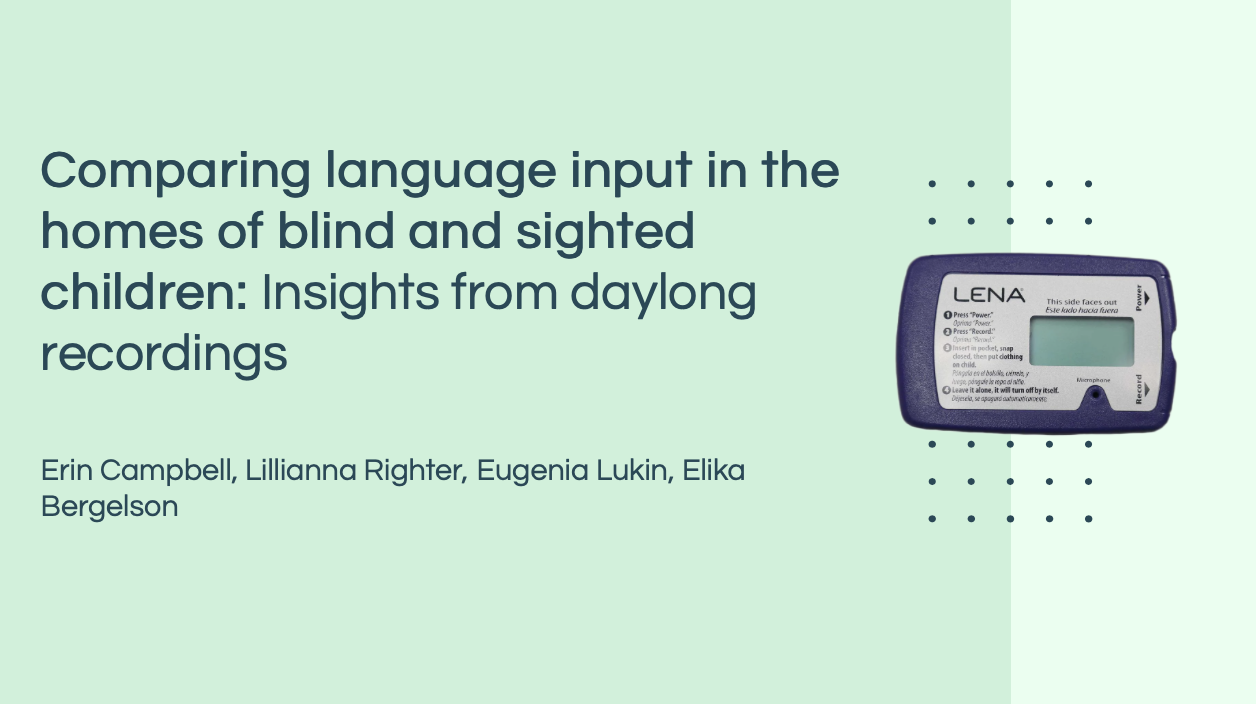 Comparing language input in the
homes of blind and sighted
children: Insights from daylong
recordings
Erin Campbell, Lillianna Righter, Eugenia Lukin, Elika
Bergelson
LENA
This side faces out
Este lado hacia fuera
Power
1 Press "Power."
Oprima "Power."
2 Press "Record."
Oprima "Record."
3 Insert in pocket, snap
closed, then put clothing
on child.
Póngala en el bolsillo, ciérrelo, y
luego, póngale la ropa al niño.
4 Leave it alone, it will turn off by itself.
Déjesela, se apagará automáticamente.
Microphone
Record